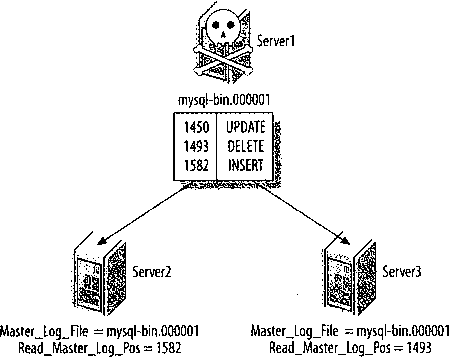 Server1
mysql-bin.000001
1450 UPDATE
1493 DELETE
1582 INSERT
Server2
Server3
Master_Log_File = mysql-bin.000001
Read_Master_Log_Pos = 1582
Master_Log_File = mysql-bin.000001
Read_Master_Log_Pos = 1493